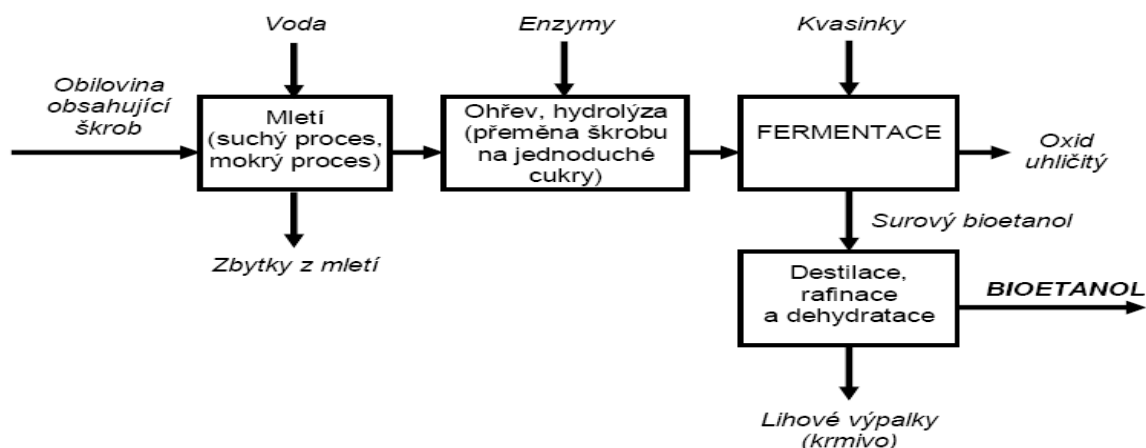 Voda
Enzymy
Kvasinky
Obilovina
obsahující
škrob
Mletí
(suchý proces,
mokrý proces)
Ohřev, hydrolýza
(přeměna škrobu
na jednoduché
cukry)
FERMENTACE
Oxid
uhličitý
Zbytky z mletí
Surový bioetanol
Destilace,
rafinace
a dehydratace
BIOETANOL
Lihové výpalky
(krmivo)